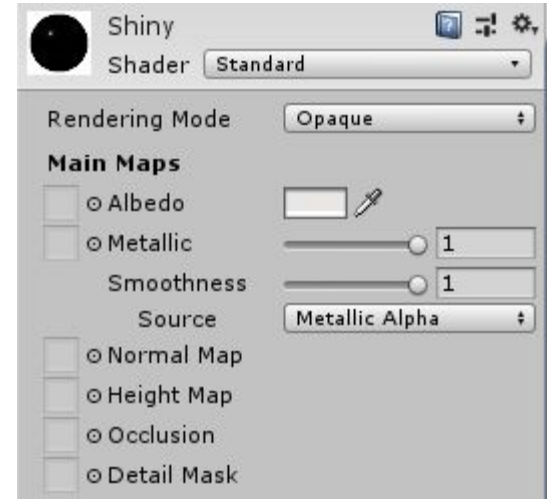 Shiny
Shader Standard
Rendering Mode Opaque
Main Maps
Albedo
Metallic 1
Smoothness 1
Source Metallic Alpha
Normal Map
Height Map
Occlusion
Detail Mask